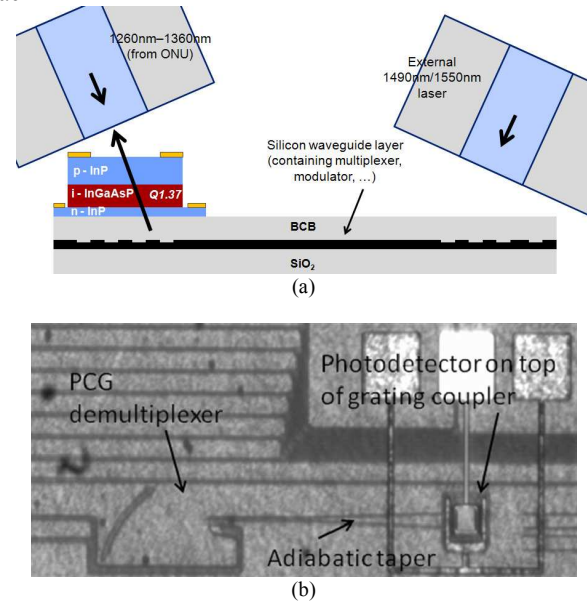 1260nm–1360nm
(from ONU)
External
1490nm/1550nm
laser
Silicon waveguide layer
(containing multiplexer,
modulator, ...)
p - InP
i - InGaAsP Q1.37
n - InP
BCB
SiO₂
(a)
PCG
demultiplexer
Photodetector on top
of grating coupler
Adiabatic taper
(b)